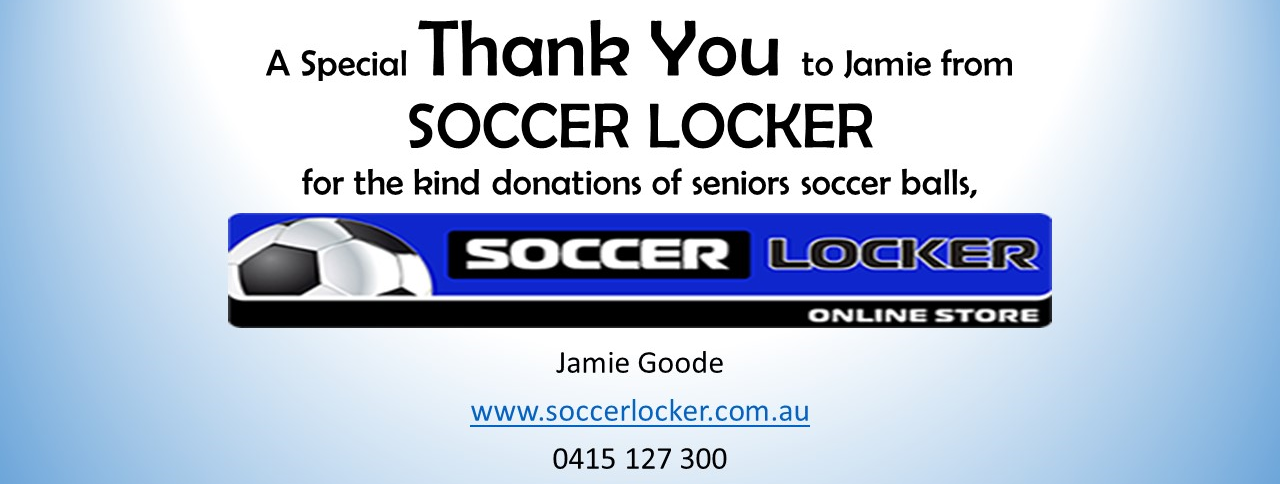 A Special Thank You to Jamie from
SOCCER LOCKER
for the kind donations of seniors soccer balls,
SOCCER LOCKER
ONLINE STORE
Jamie Goode
www.soccerlocker.com.au
0415 127 300